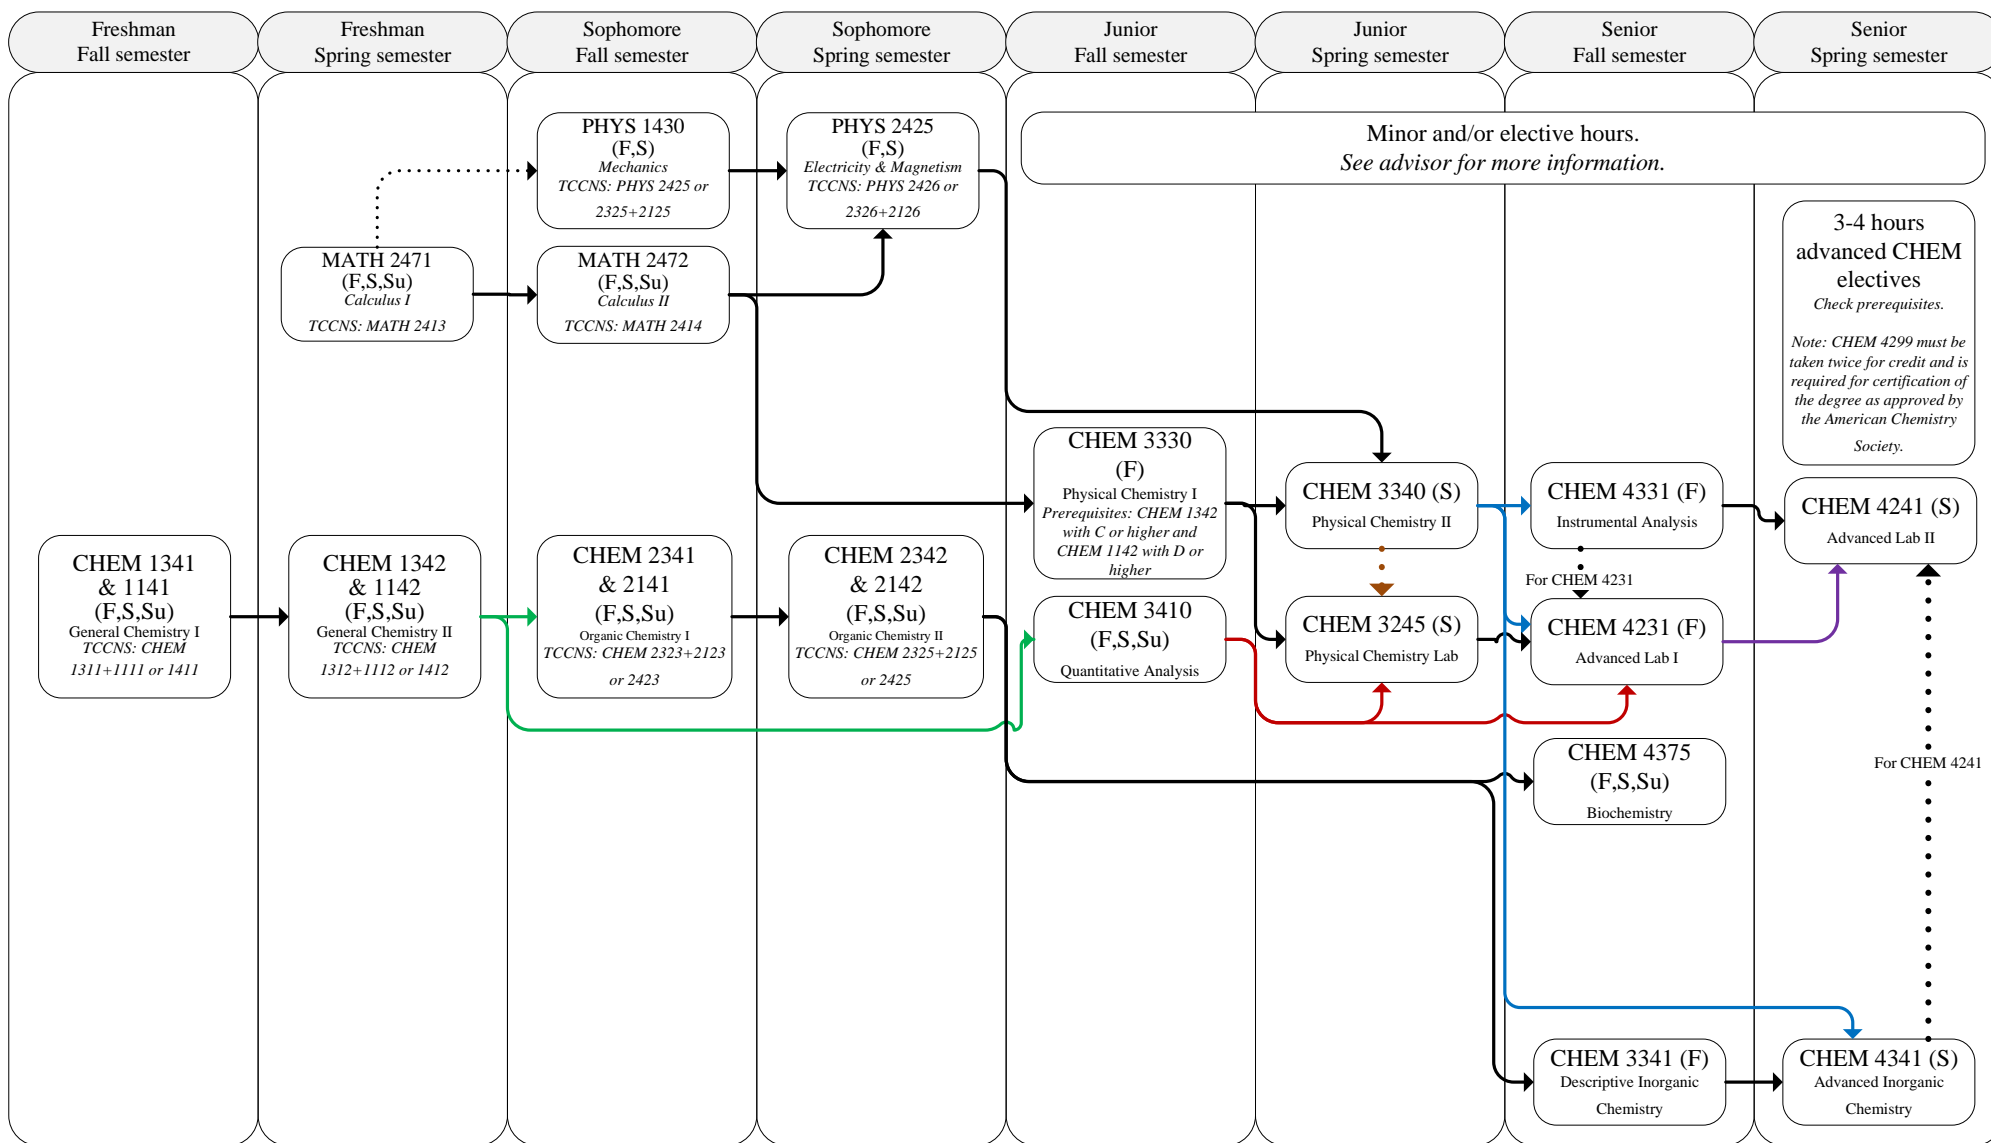 Freshman
Fall semester
Freshman
Spring semester
Sophomore
Fall semester
Sophomore
Spring semester
Junior
Fall semester
Junior
Spring semester
Senior
Fall semester
Senior
Spring semester
PHYS 1430
(F,S)
Mechanics
TCCNS: PHYS 2425 or
2325+2125
PHYS 2425
(F,S)
Electricity & Magnetism
TCCNS: PHYS 2426 or
2326+2126
Minor and/or elective hours.
See advisor for more information.
MATH 2471
(F,S,Su)
Calculus I
TCCNS: MATH 2413
MATH 2472
(F,S,Su)
Calculus II
TCCNS: MATH 2414
3-4 hours
advanced CHEM
electives
Check prerequisites.
Note: CHEM 4299 must be
taken twice for credit and is
required for certification of
the degree as approved by
the American Chemistry
Society.
CHEM 3330
(F)
Physical Chemistry I
Prerequisites: CHEM 1342
with C or higher and
CHEM 1142 with D or
higher
CHEM 3340 (S)
Physical Chemistry II
CHEM 4331 (F)
Instrumental Analysis
CHEM 4241 (S)
Advanced Lab II
CHEM 1341
& 1141
(F,S,Su)
General Chemistry I
TCCNS: CHEM
1311+1111 or 1411
CHEM 1342
& 1142
(F,S,Su)
General Chemistry II
TCCNS: CHEM
1312+1112 or 1412
CHEM 2341
& 2141
(F,S,Su)
Organic Chemistry I
TCCNS: CHEM 2323+2123
or 2423
CHEM 2342
& 2142
(F,S,Su)
Organic Chemistry II
TCCNS: CHEM 2325+2125
or 2425
For CHEM 4231
CHEM 3410
(F,S,Su)
Quantitative Analysis
CHEM 3245 (S)
Physical Chemistry Lab
CHEM 4231 (F)
Advanced Lab I
CHEM 4375
(F,S,Su)
Biochemistry
For CHEM 4241
CHEM 3341 (F)
Descriptive Inorganic
Chemistry
CHEM 4341 (S)
Advanced Inorganic
Chemistry